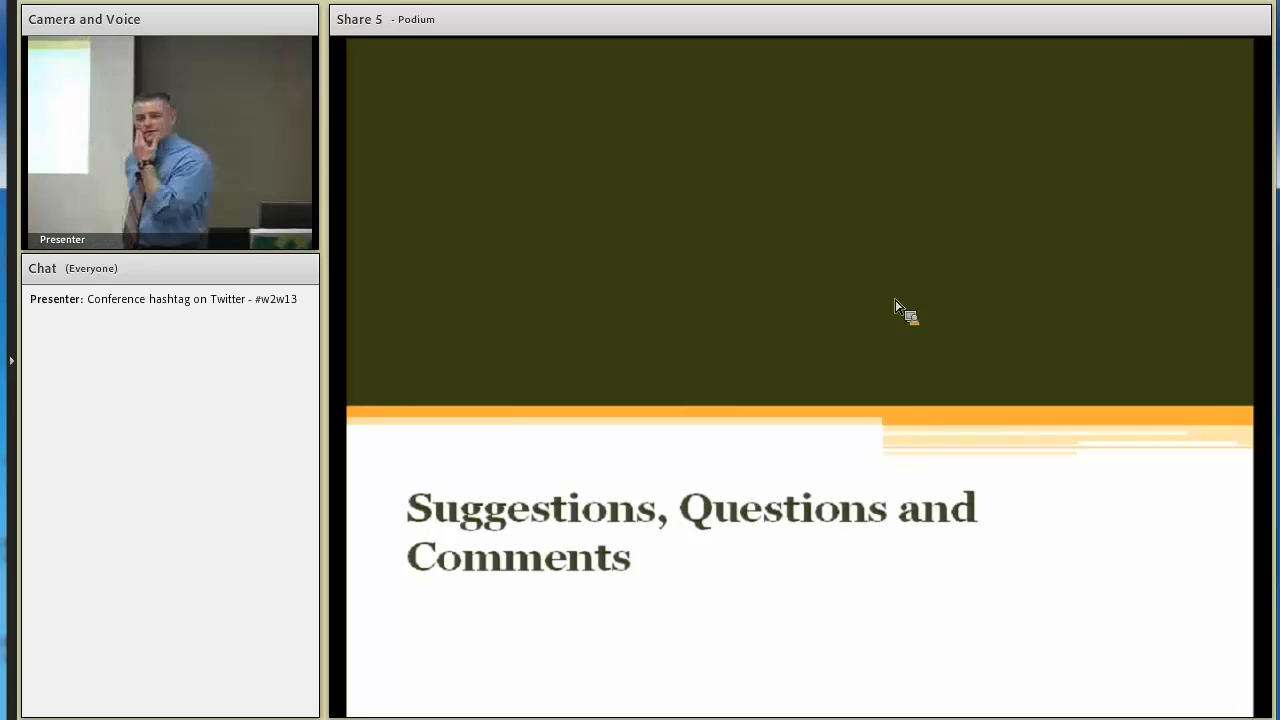 Camera and Voice
Share 5 - Podium
Presenter
Chat (Everyone)
Presenter: Conference hashtag on Twitter - #w2w13
Suggestions, Questions and
Comments